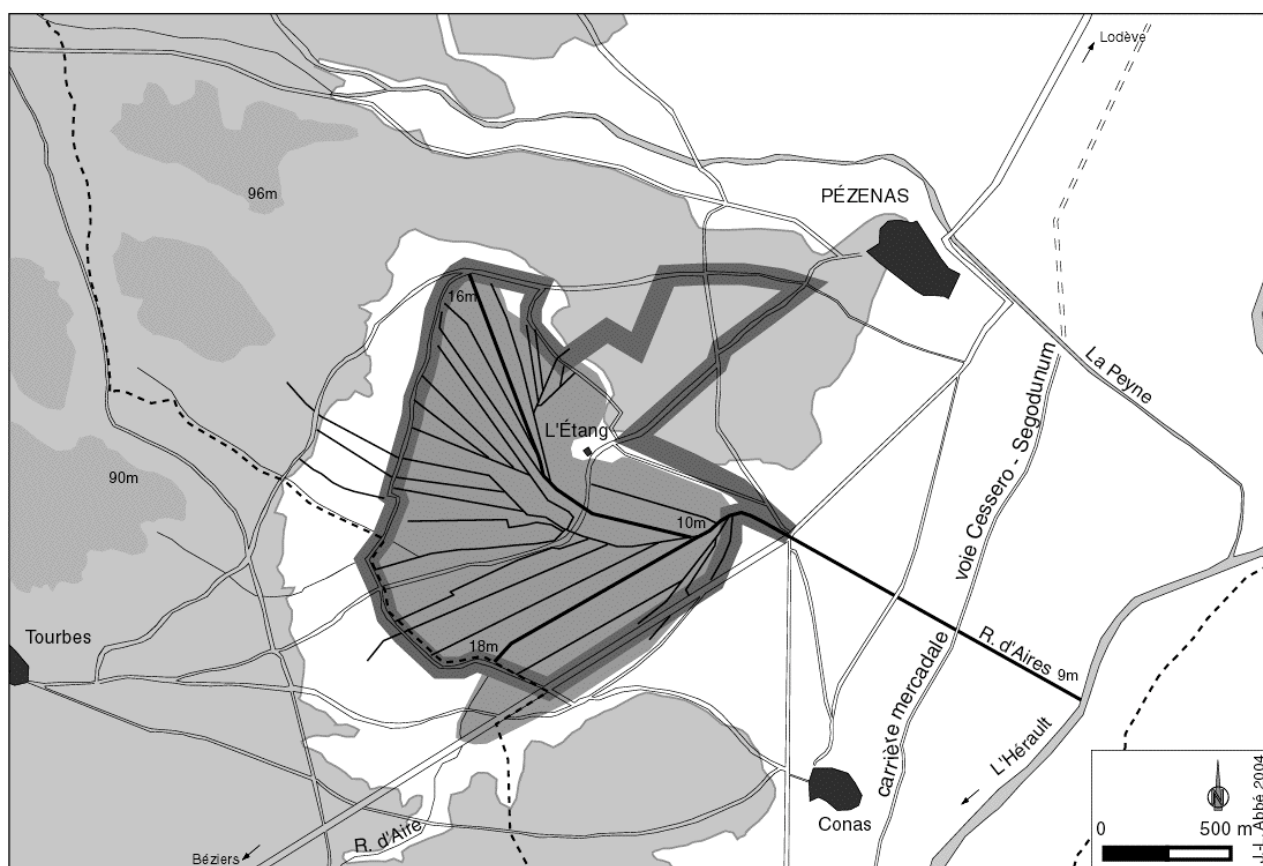 Lodève
96m
PÉZENAS
16m
La Peyne
L'Étang
voie Cessero - Segodunum
90m
10m
Tourbes
18m
R. d'Aires 9m
carrière mercadale
L'Hérault
Conas
R. d'Aire
Béziers
N
0 500 m
J-L. Abbé 2004